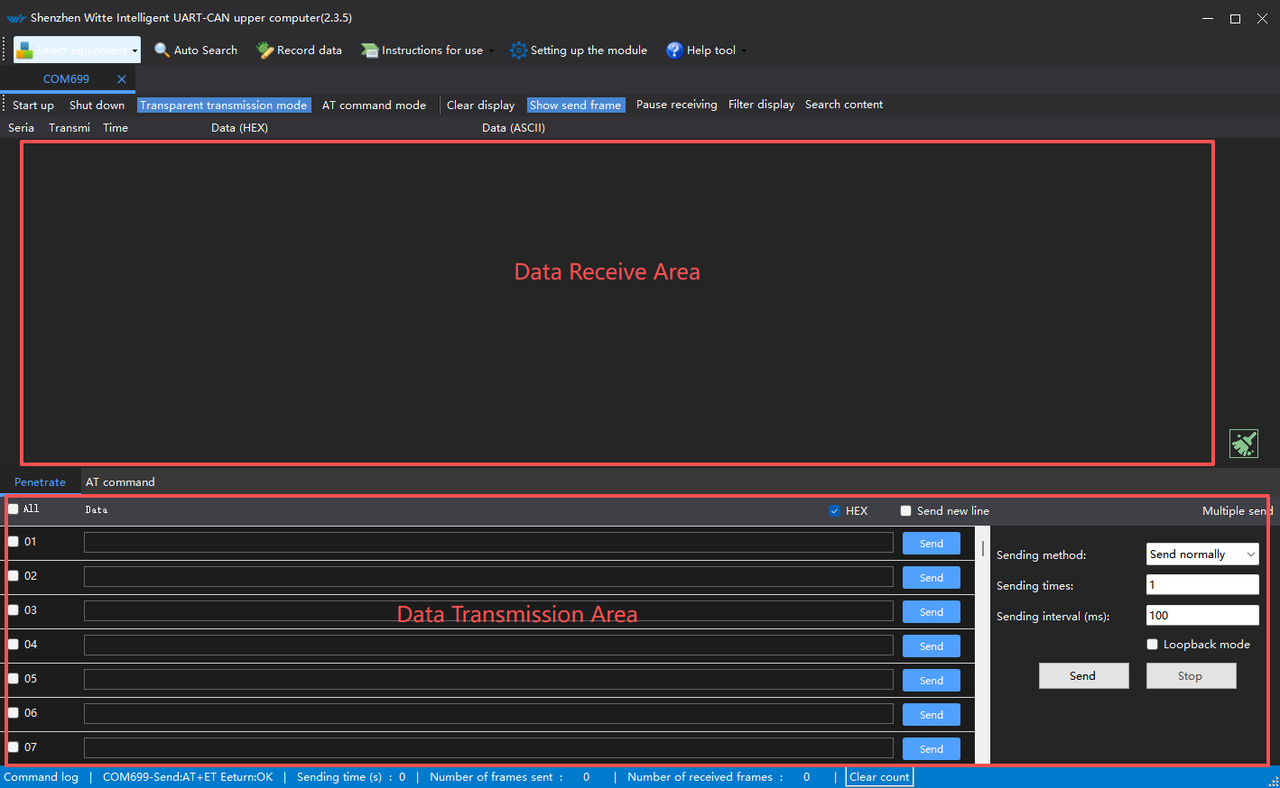 Shenzhen Witte Intelligent UART-CAN upper computer(2.3.5)
Select equipment Auto Search Record data Instructions for use Setting up the module Help tool
COM699
Start up Shut down Transparent transmission mode AT command mode Clear display Show send frame Pause receiving Filter display Search content
Seria Transmi Time Data (HEX) Data (ASCII)
Data Receive Area
Penetrate AT command
All Data HEX Send new line Multiple send
01 Send
Sending method: Send normally
02 Send
Sending times: 1
03 Send
Sending interval (ms): 100
Data Transmission Area
04 Send
Loopback mode
05 Send
Send Stop
06 Send
07 Send
Command log | COM699-Send:AT+ET Eeturn:OK | Sending time (s) : 0 | Number of frames sent : 0 | Number of received frames : 0 | Clear count